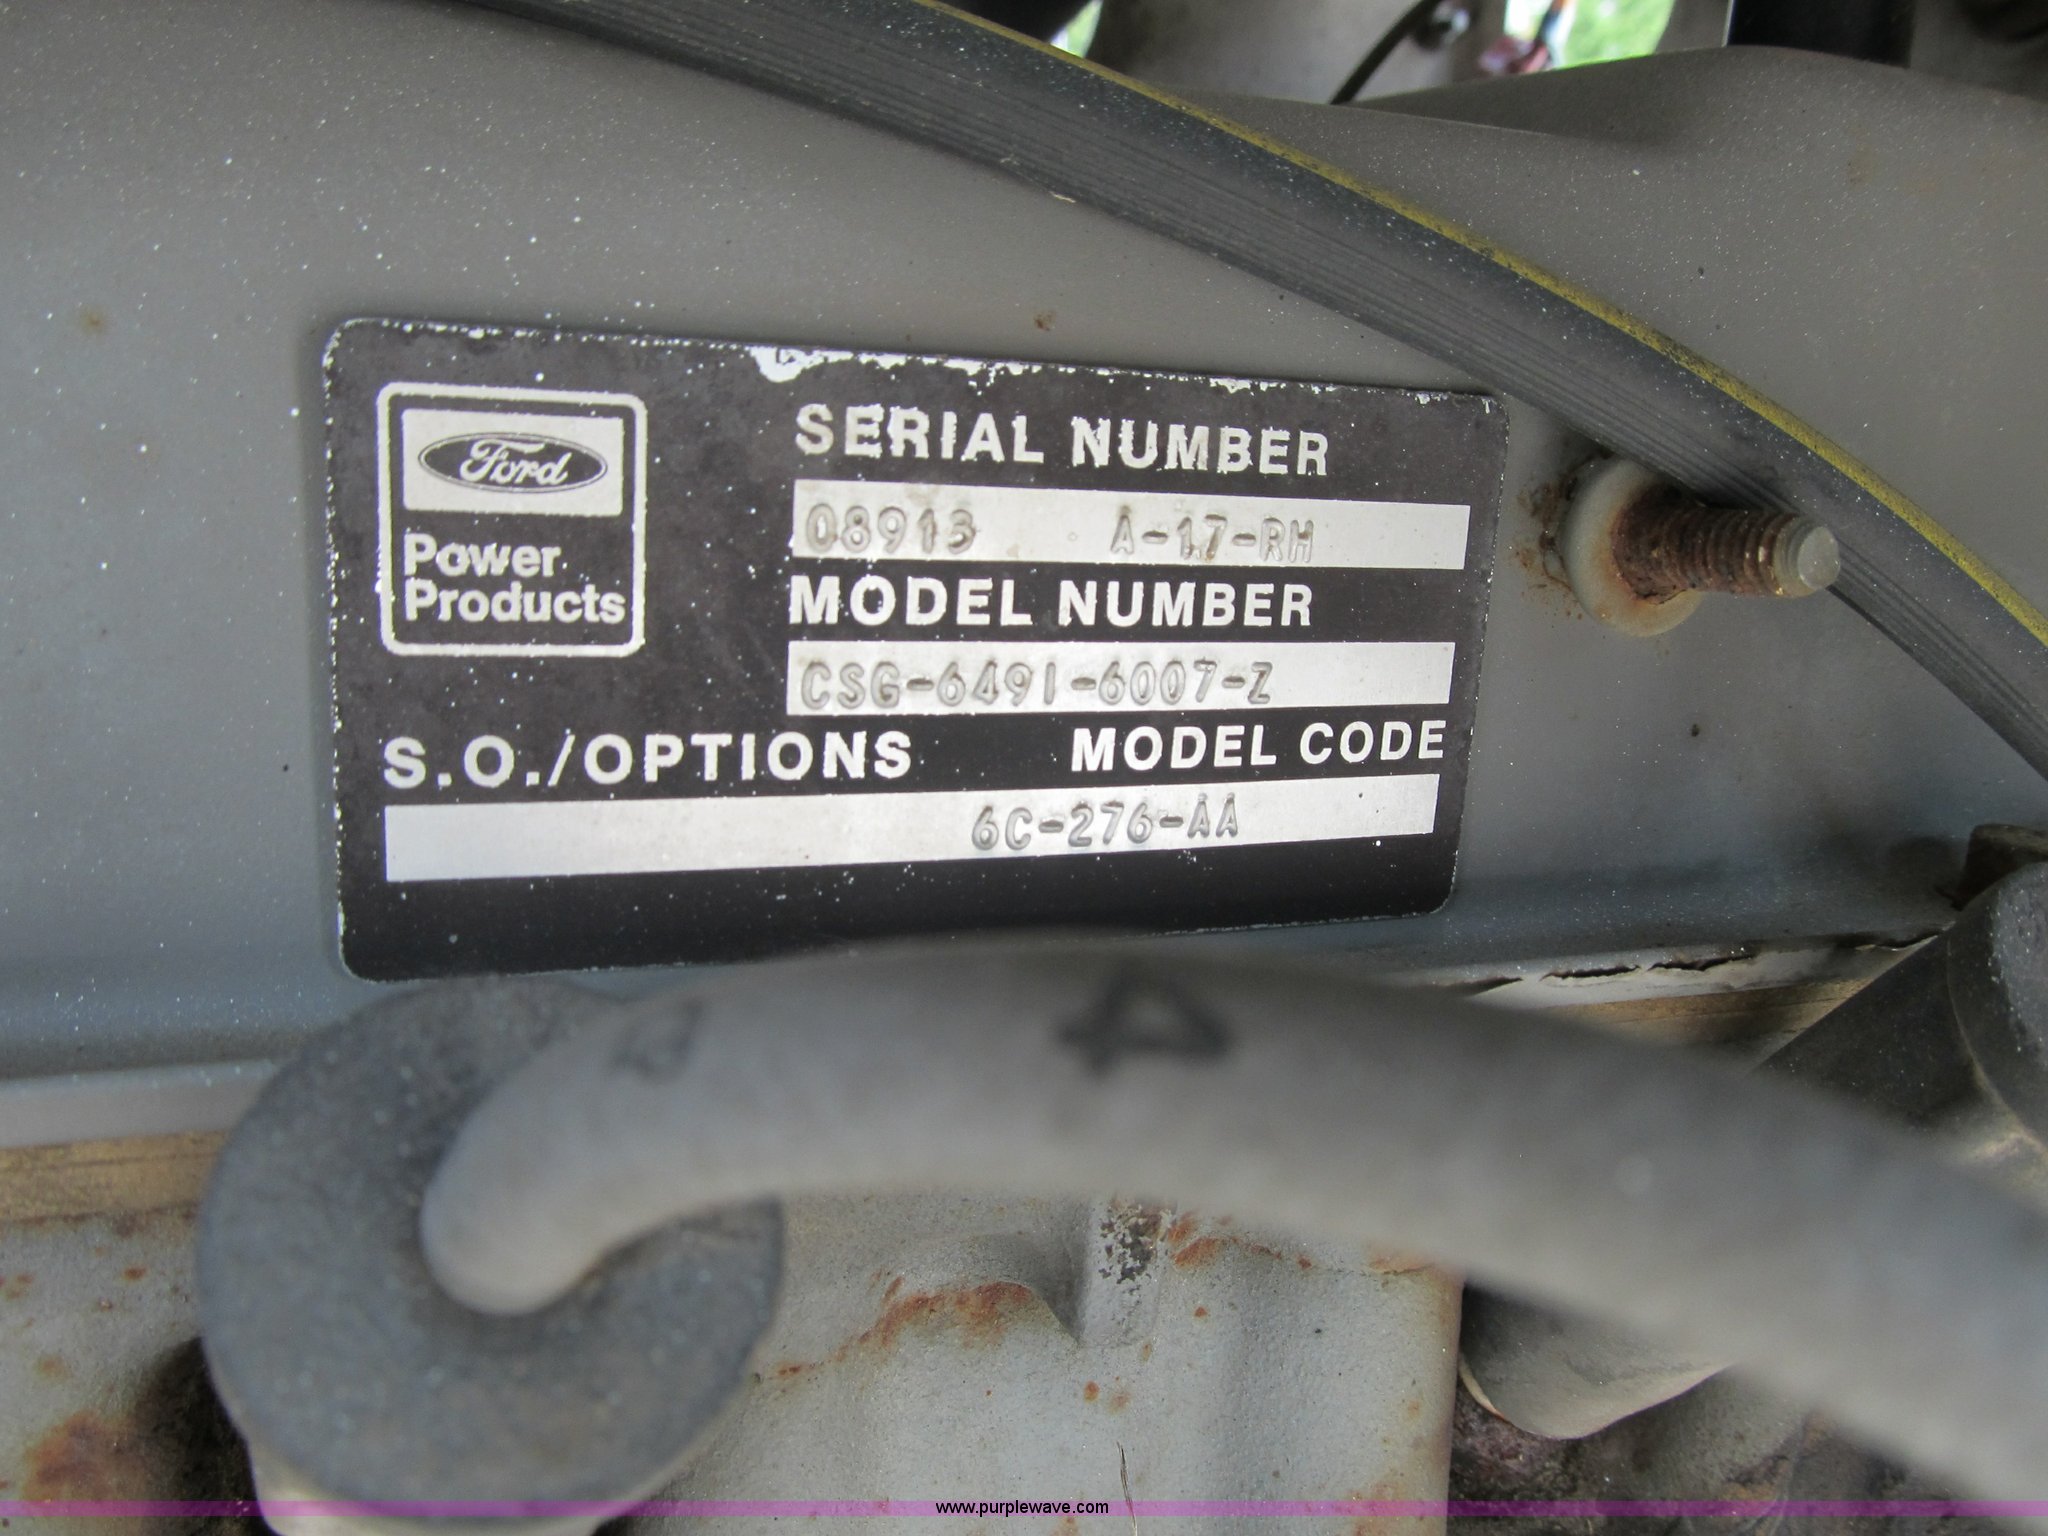 Ford
Power
Products
SERIAL NUMBER
08913 A-17-RH
MODEL NUMBER
CSG-6491-6007-Z
S.O./OPTIONS MODEL CODE
6C-276-AA
4
www.purplewave.com